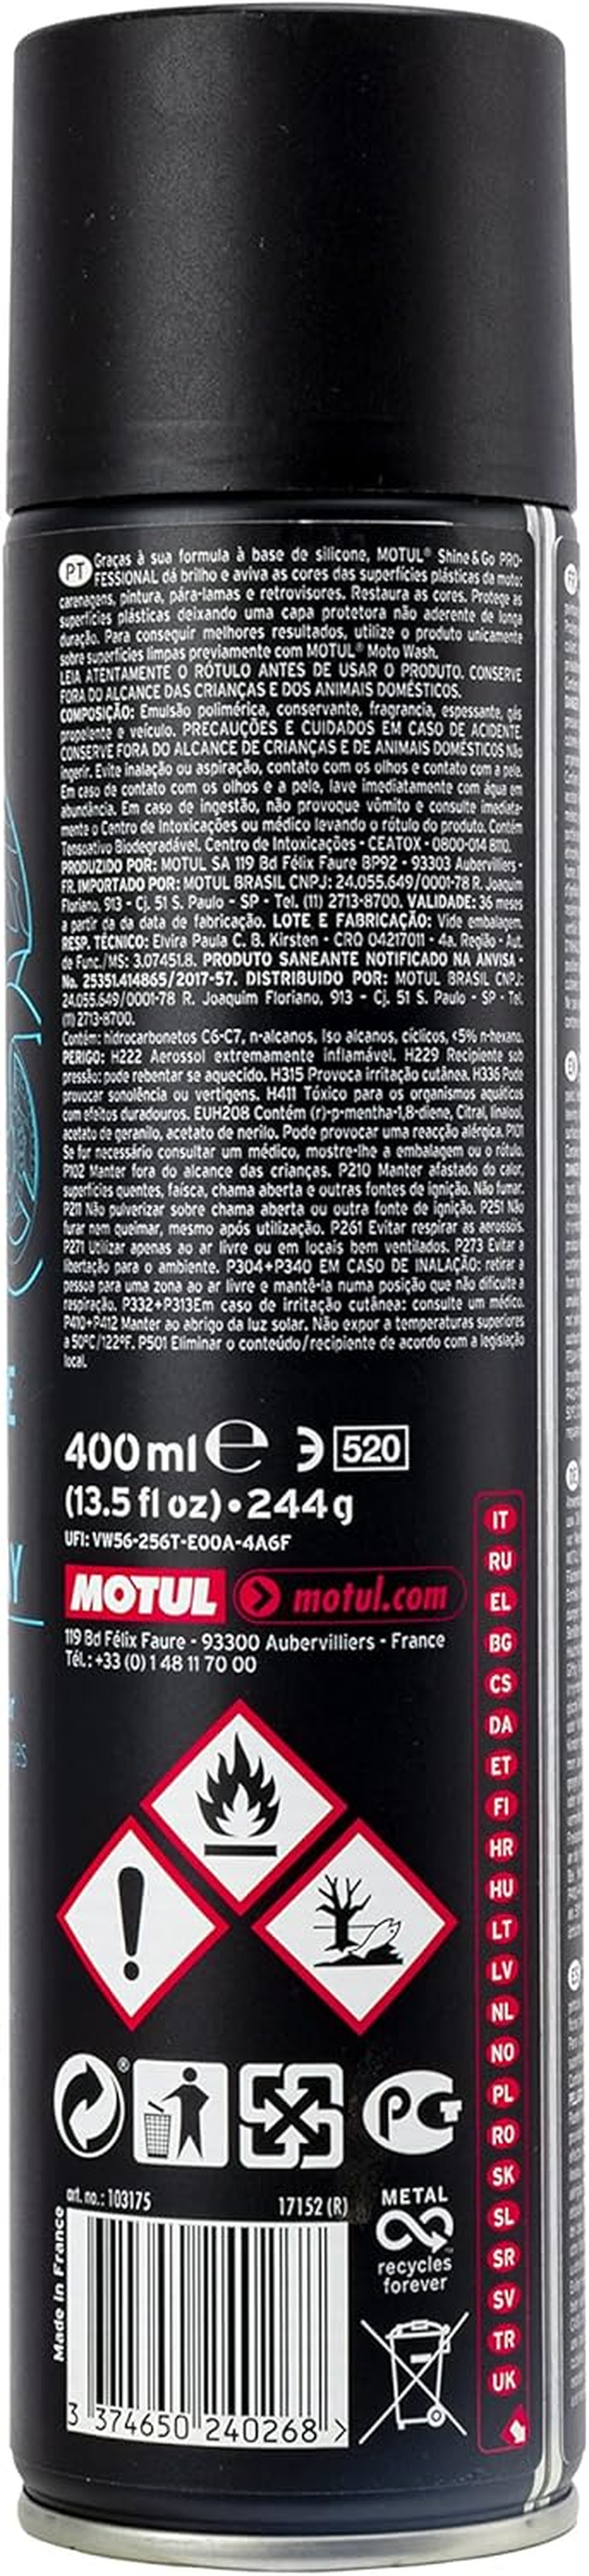 PT Graças à sua formula à base de silicone, MOTUL® Shine & Go PRO-
FESSIONAL dá brilho e aviva as cores das superfícies plásticas da moto:
carenagens, pintura, pára-lamas e retrovisores. Restaura as cores. Protege as
superfícies plásticas deixando uma capa protetora não aderente de longa
duração. Para conseguir melhores resultados, utilize o produto unicamente
sobre superfícies limpas previamente com MOTUL® Moto Wash.
LEIA ATENTAMENTE O RÓTULO ANTES DE USAR O PRODUTO. CONSERVE
FORA DO ALCANCE DAS CRIANÇAS E DOS ANIMAIS DOMÉSTICOS.
COMPOSIÇÃO: Emulsão polimérica, conservante, fragrancia, espessante, gás
propelente e veículo. PRECAUÇÕES E CUIDADOS EM CASO DE ACIDENTE.
CONSERVE FORA DO ALCANCE DE CRIANÇAS E DE ANIMAIS DOMÉSTICOS Não
ingerir. Evite inalação ou aspiração, contato com os olhos e contato com a pele.
Em caso de contato com os olhos e a pele, lave imediatamente com água em
abundância. Em caso de ingestão, não provoque vômito e consulte imediata-
mente o Centro de Intoxicações ou médico levando o rótulo do produto. Contém
Tensoativo Biodegradável. Centro de Intoxicações - CEATOX - 0800-014 8110.
PRODUZIDO POR: MOTUL SA 119 Bd Félix Faure BP92 - 93303 Aubervilliers -
FR. IMPORTADO POR: MOTUL BRASIL CNPJ: 24.055.649/0001-78 R. Joaquim
Floriano, 913 - Cj. 51 S. Paulo - SP - Tel. (11) 2713-8700. VALIDADE: 36 meses
a partir da da data de fabricação. LOTE E FABRICAÇÃO: Vide embalagem.
RESP. TÉCNICO: Elvira Paula C. B. Kirsten - CRQ 04217011 - 4a. Região - Aut.
de Func./MS: 3.07451.8. PRODUTO SANEANTE NOTIFICADO NA ANVISA -
No. 25351.414865/2017-57. DISTRIBUIDO POR: MOTUL BRASIL CNPJ:
24.055.649/0001-78 R. Joaquim Floriano, 913 - Cj. 51 S. Paulo - SP - Tel.
(11) 2713-8700.
Contém: hidrocarbonetos C6-C7, n-alcanos, Iso alcanos, cíclicos, <5% n-hexano.
PERIGO: H222 Aerossol extremamente inflamável. H229 Recipiente sob
pressão: pode rebentar se aquecido. H315 Provoca irritação cutânea. H336 Pode
provocar sonolência ou vertigens. H411 Tóxico para os organismos aquáticos
com efeitos duradouros. EUH208 Contém (r)-p-mentha-1,8-diene, Citral, linalool,
acetato de geranilo, acetato de nerilo. Pode provocar uma reacção alérgica. P101
Se for necessário consultar um médico, mostre-lhe a embalagem ou o rótulo.
P102 Manter fora do alcance das crianças. P210 Manter afastado do calor,
superfícies quentes, faísca, chama aberta e outras fontes de ignição. Não fumar.
P211 Não pulverizar sobre chama aberta ou outra fonte de ignição. P251 Não
furar nem queimar, mesmo após utilização. P261 Evitar respirar as aerossóis.
P271 Utilizar apenas ao ar livre ou em locais bem ventilados. P273 Evitar a
libertação para o ambiente. P304+P340 EM CASO DE INALAÇÃO: retirar a
pessoa para uma zona ao ar livre e mantê-la numa posição que não dificulte a
respiração. P332+P313Em caso de irritação cutânea: consulte um médico.
P410+P412 Manter ao abrigo da luz solar. Não expor a temperaturas superiores
a 50°C/122°F. P501 Eliminar o conteúdo/recipiente de acordo com a legislação
local.
400 ml ℮ 3 520
(13.5 fl oz) • 244 g
UFI: VW56-256T-E00A-4A6F
MOTUL motul.com
119 Bd Félix Faure - 93300 Aubervilliers - France
Tél.: +33 (0) 1 48 11 70 00
IT
RU
EL
BG
CS
DA
ET
FI
HR
HU
LT
LV
NL
NO
PL
RO
SK
SL
SR
SV
TR
UK
art. no.: 103175 17152 (R)
Made in France
3 374650 240268 >
METAL
recycles
forever